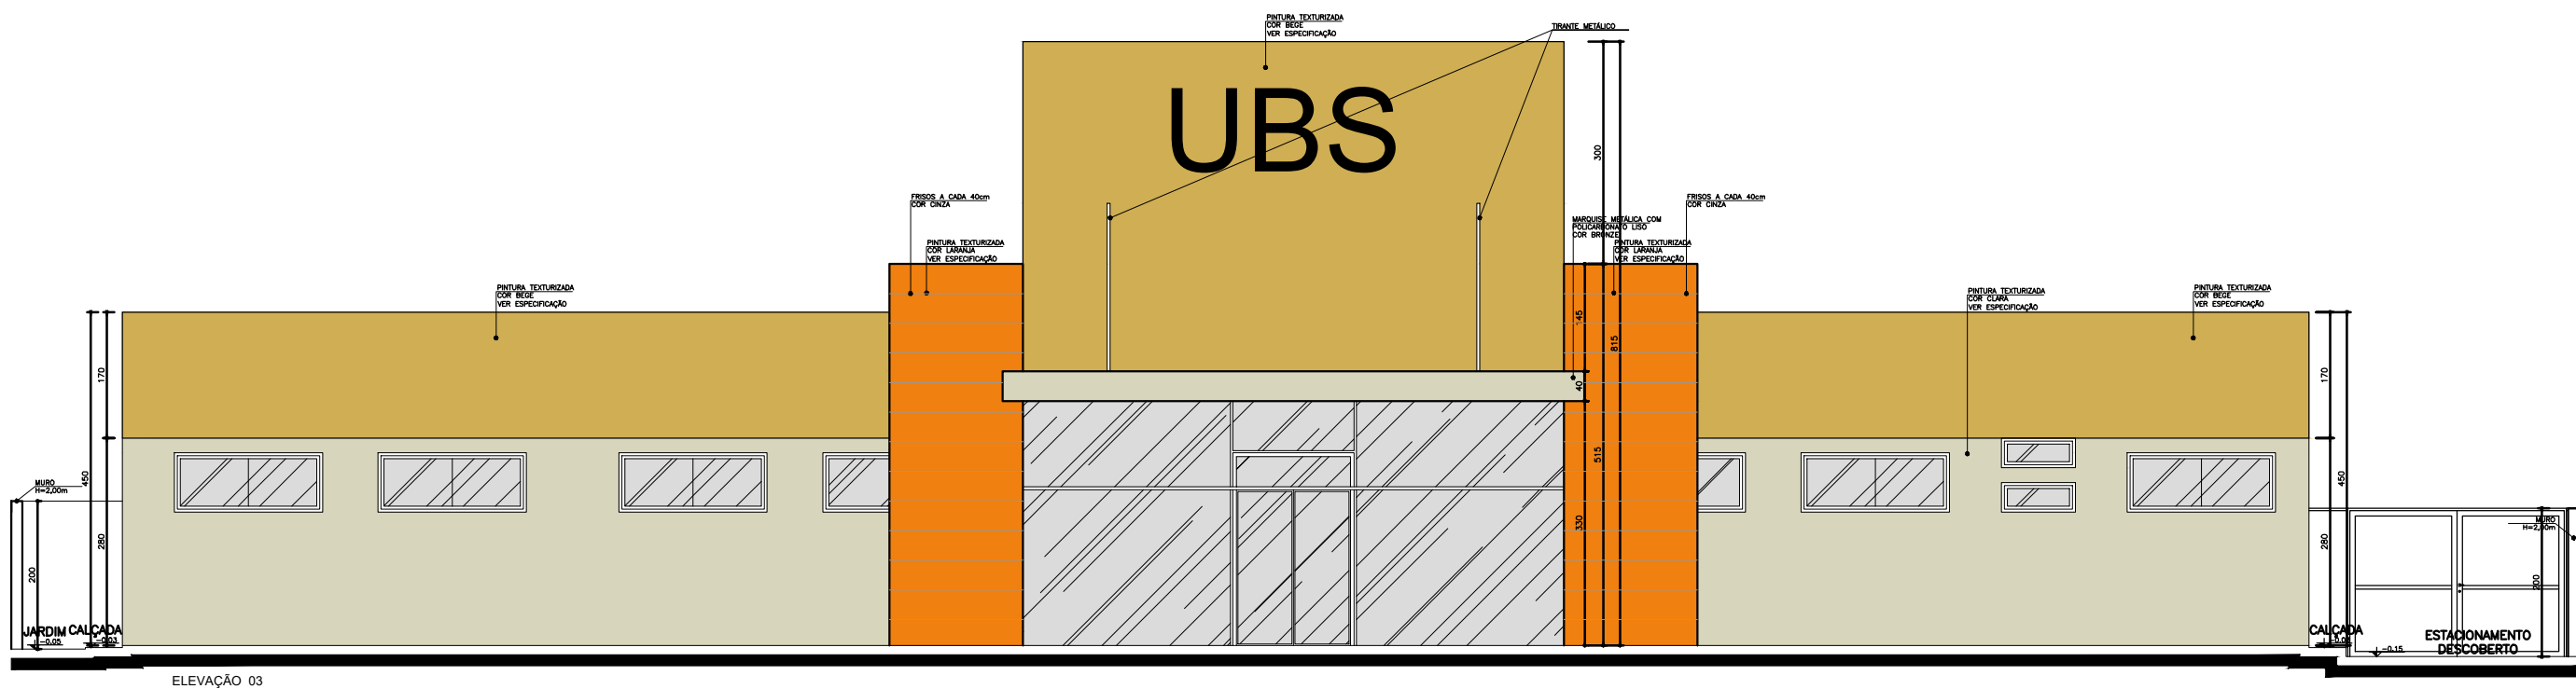 PINTURA TEXTURIZADA
COR BEGE
VER ESPECIFICAÇÃO
TIRANTE METÁLICO
UBS
300
815
FRISOS A CADA 40cm
COR CINZA
PINTURA TEXTURIZADA
COR LARANJA
VER ESPECIFICAÇÃO
MARQUISE METÁLICA COM
POLICARBONATO LISO
COR BRONZE
PINTURA TEXTURIZADA
COR LARANJA
VER ESPECIFICAÇÃO
FRISOS A CADA 40cm
COR CINZA
PINTURA TEXTURIZADA
COR BEGE
VER ESPECIFICAÇÃO
PINTURA TEXTURIZADA
COR CLARA
VER ESPECIFICAÇÃO
PINTURA TEXTURIZADA
COR BEGE
VER ESPECIFICAÇÃO
145
40
515
330
170
450
280
MURO
H=2,00m
200
JARDIM
-0.05
CALÇADA
-0.03
170
450
280
MURO
H=2,00m
200
CALÇADA
ESTACIONAMENTO
DESCOBERTO
-0.15
ELEVAÇÃO 03